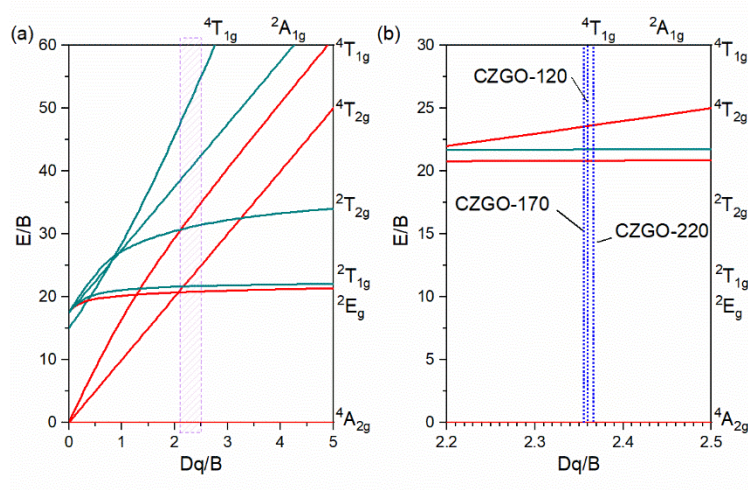 (a)
⁴T₁g ²A₁g
60
50
40
30
20
10
0
E/B
0 1 2 3 4 5
Dq/B
⁴T₁g
⁴T₂g
²T₂g
²T₁g
²Eg
⁴A₂g
(b)
⁴T₁g ²A₁g
30
25
20
15
10
5
0
E/B
CZGO-120
CZGO-170
CZGO-220
2.2 2.3 2.4 2.5
Dq/B
⁴T₁g
⁴T₂g
²T₂g
²T₁g
²Eg
⁴A₂g